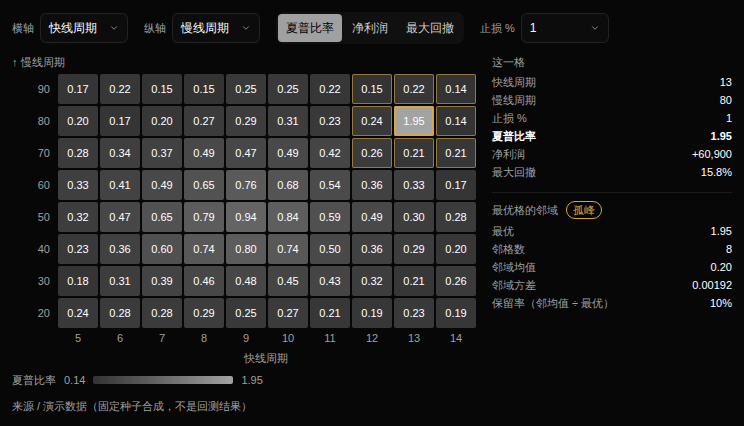 横轴 快线周期 纵轴 慢线周期 夏普比率 净利润 最大回撤 止损 % 1
↑ 慢线周期
90 0.17 0.22 0.15 0.15 0.25 0.25 0.22 0.15 0.22 0.14
80 0.20 0.17 0.20 0.27 0.29 0.31 0.23 0.24 1.95 0.14
70 0.28 0.34 0.37 0.49 0.47 0.49 0.42 0.26 0.21 0.21
60 0.33 0.41 0.49 0.65 0.76 0.68 0.54 0.36 0.33 0.17
50 0.32 0.47 0.65 0.79 0.94 0.84 0.59 0.49 0.30 0.28
40 0.23 0.36 0.60 0.74 0.80 0.74 0.50 0.36 0.29 0.20
30 0.18 0.31 0.39 0.46 0.48 0.45 0.43 0.32 0.21 0.26
20 0.24 0.28 0.28 0.29 0.25 0.27 0.21 0.19 0.23 0.19
5 6 7 8 9 10 11 12 13 14
快线周期
夏普比率 0.14 1.95
来源 / 演示数据（固定种子合成，不是回测结果）
这一格
快线周期 13
慢线周期 80
止损 % 1
夏普比率 1.95
净利润 +60,900
最大回撤 15.8%
最优格的邻域 孤峰
最优 1.95
邻格数 8
邻域均值 0.20
邻域方差 0.00192
保留率（邻均值 ÷ 最优） 10%